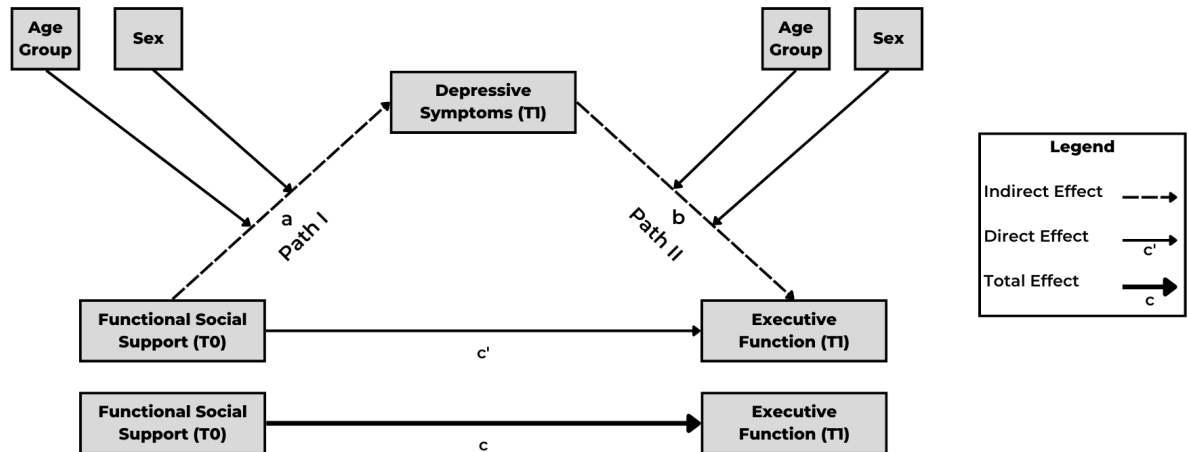 Age
Group
Sex
Age
Group
Sex
Depressive
Symptoms (T1)
a
Path I
b
Path II
Functional Social
Support (T0)
c'
Executive
Function (T1)
Functional Social
Support (T0)
c
Executive
Function (T1)
Legend
Indirect Effect
Direct Effect
c'
Total Effect
c